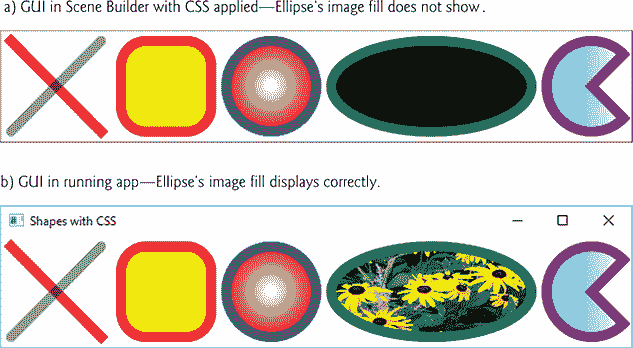 a) GUI in Scene Builder with CSS applied—Ellipse's image fill does not show.
b) GUI in running app—Ellipse's image fill displays correctly.
Shapes with CSS